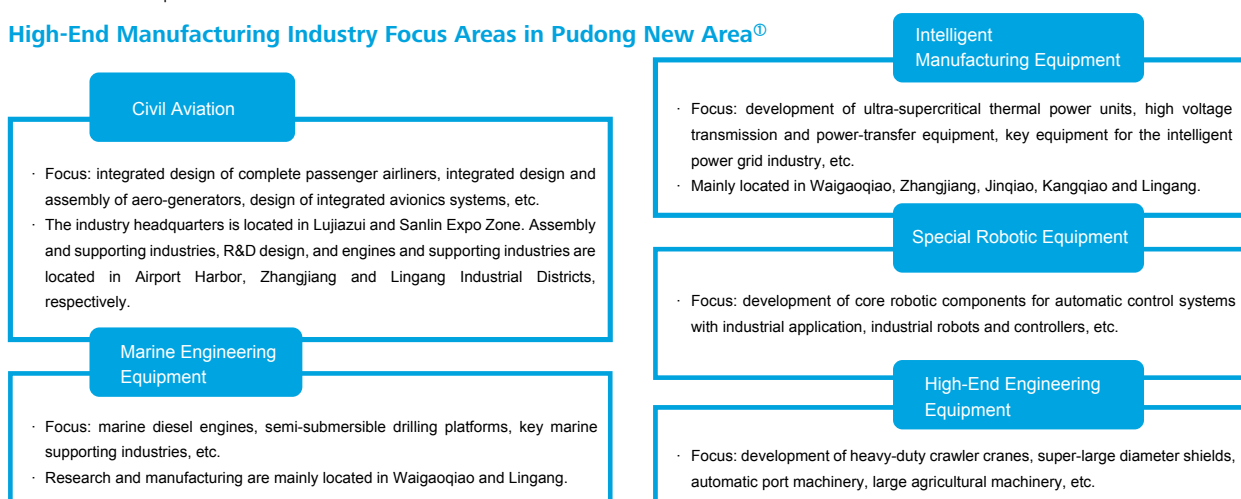 High-End Manufacturing Industry Focus Areas in Pudong New Area①
Civil Aviation
· Focus: integrated design of complete passenger airliners, integrated design and
assembly of aero-generators, design of integrated avionics systems, etc.
· The industry headquarters is located in Lujiazui and Sanlin Expo Zone. Assembly
and supporting industries, R&D design, and engines and supporting industries are
located in Airport Harbor, Zhangjiang and Lingang Industrial Districts,
respectively.
Marine Engineering
Equipment
· Focus: marine diesel engines, semi-submersible drilling platforms, key marine
supporting industries, etc.
· Research and manufacturing are mainly located in Waigaoqiao and Lingang.
Intelligent
Manufacturing Equipment
· Focus: development of ultra-supercritical thermal power units, high voltage
transmission and power-transfer equipment, key equipment for the intelligent
power grid industry, etc.
· Mainly located in Waigaoqiao, Zhangjiang, Jinqiao, Kangqiao and Lingang.
Special Robotic Equipment
· Focus: development of core robotic components for automatic control systems
with industrial application, industrial robots and controllers, etc.
High-End Engineering
Equipment
· Focus: development of heavy-duty crawler cranes, super-large diameter shields,
automatic port machinery, large agricultural machinery, etc.